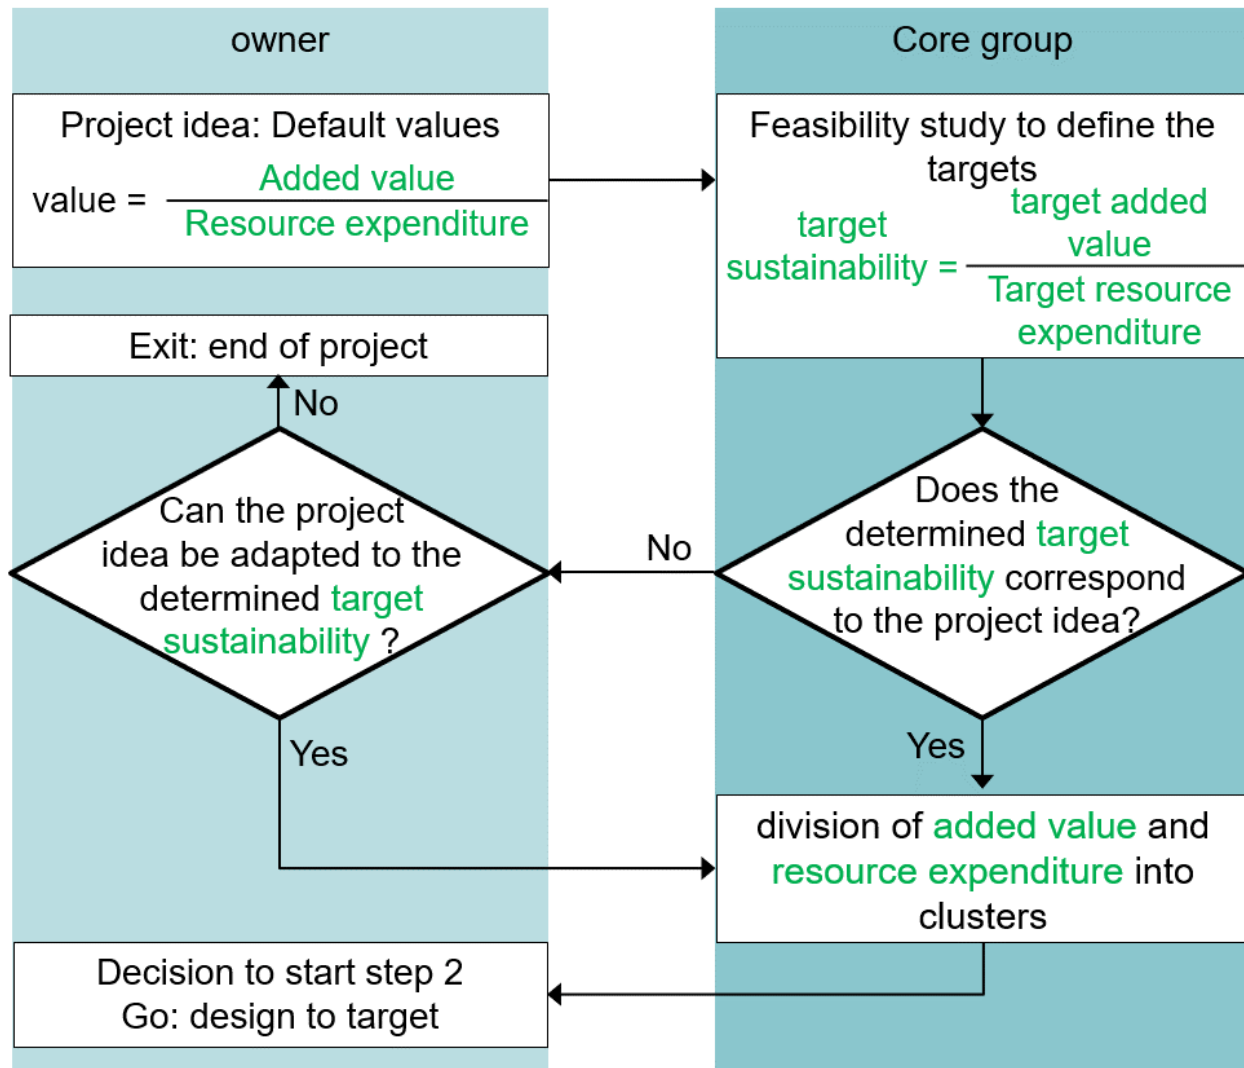 owner
Core group
Project idea: Default values
value =
Added value
Resource expenditure
Feasibility study to define the
targets
target
sustainability =
target added
value
Target resource
expenditure
Exit: end of project
No
Can the project
idea be adapted to the
determined target
sustainability ?
No
Does the
determined target
sustainability correspond
to the project idea?
Yes
Yes
division of added value and
resource expenditure into
clusters
Decision to start step 2
Go: design to target